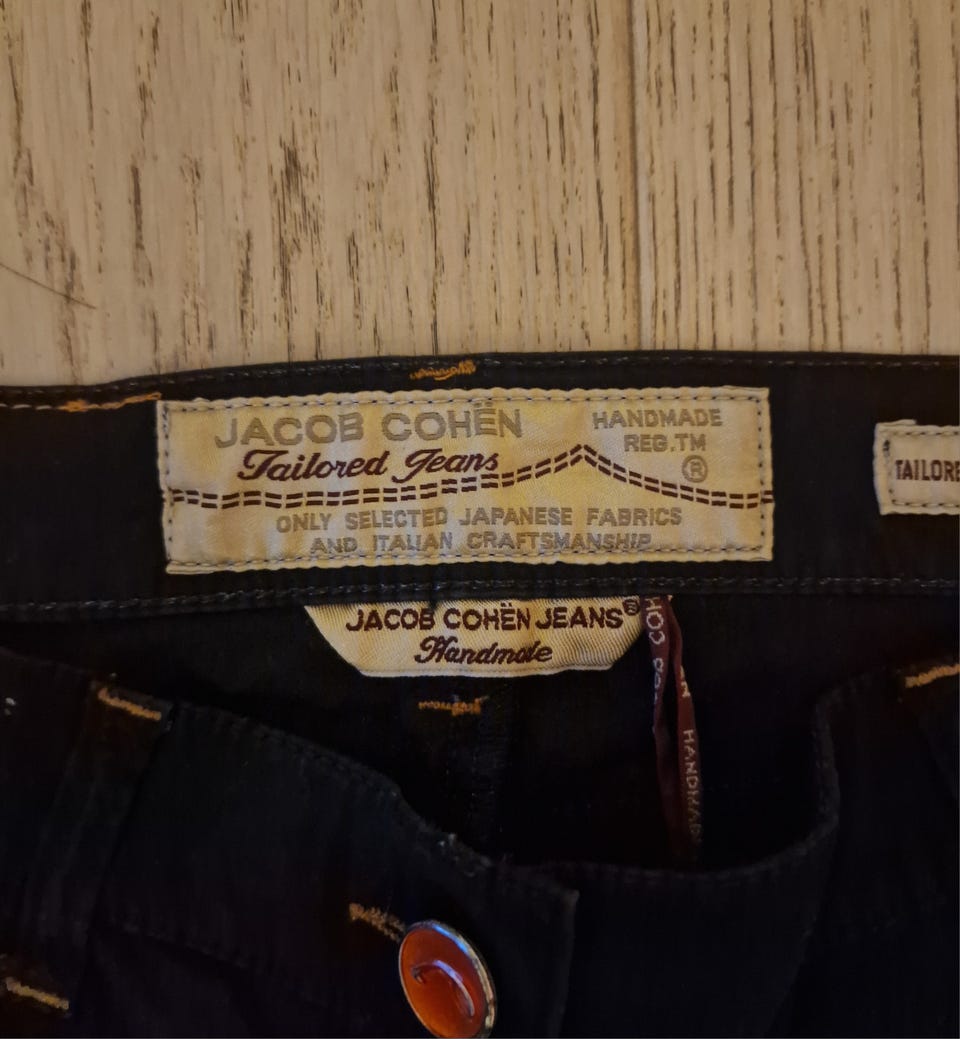 JACOB COHËN
HANDMADE
REG.TM
®
Tailored Jeans
ONLY SELECTED JAPANESE FABRICS
AND ITALIAN CRAFTSMANSHIP
TAILORE
JACOB COHËN JEANS®
Handmade
HANDMAD